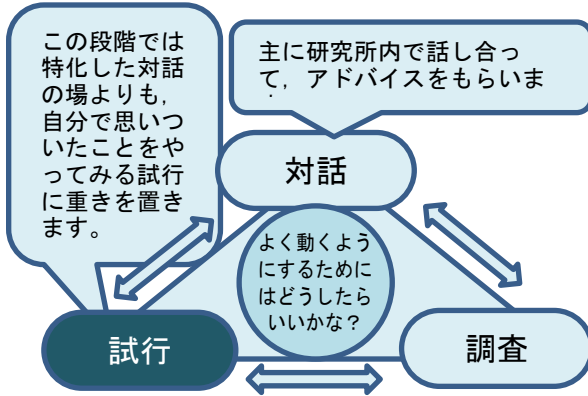 この段階では
特化した対話
の場よりも，
自分で思いつ
いたことをや
ってみる試行
に重きを置き
ます。
主に研究所内で話し合っ
て，アドバイスをもらいま
対話
よく動くよう
にするために
はどうしたら
いいかな？
試行
調査